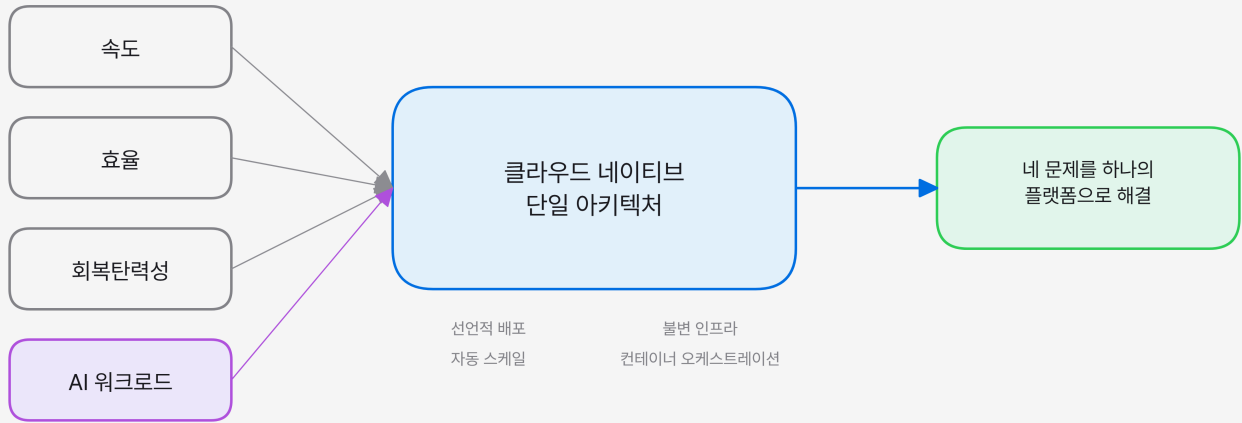 속도
효율
회복탄력성
AI 워크로드
클라우드 네이티브
단일 아키텍처
선언적 배포
불변 인프라
자동 스케일
컨테이너 오케스트레이션
네 문제를 하나의
플랫폼으로 해결